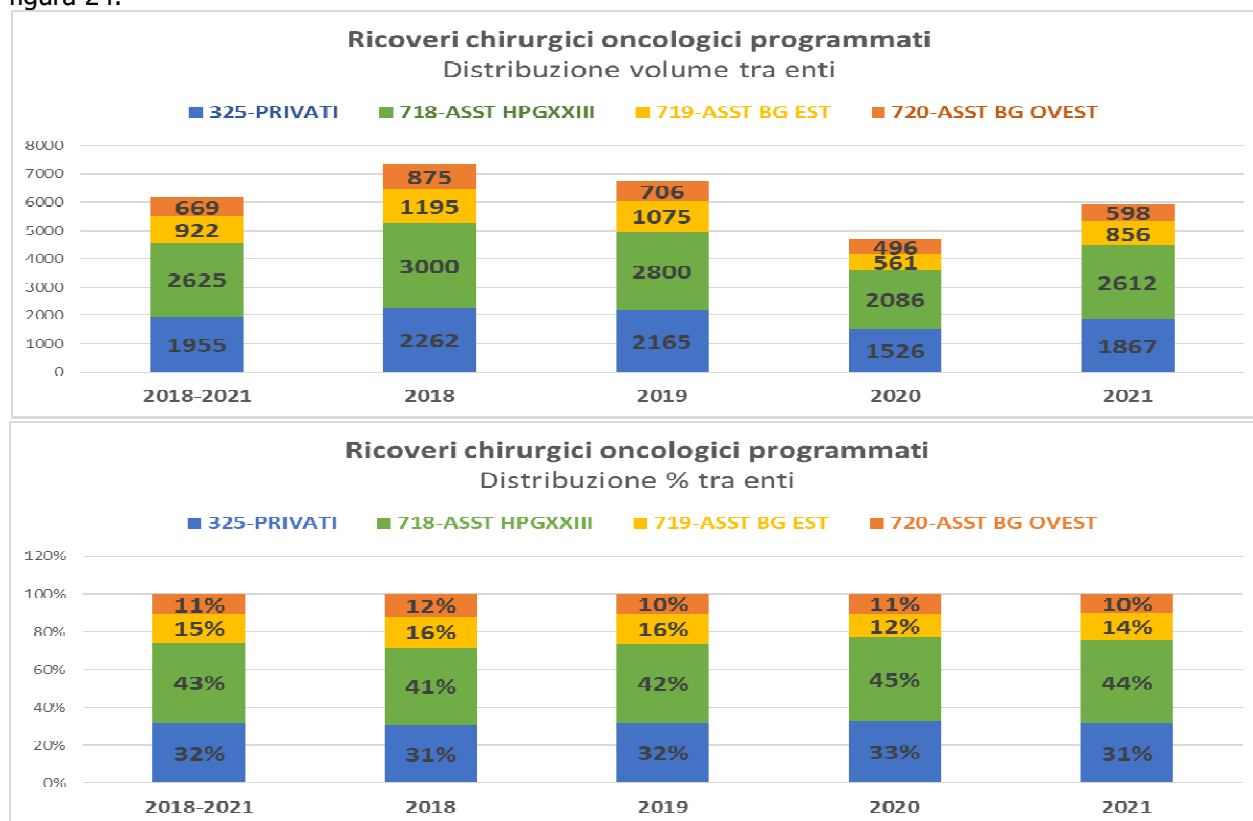 figura 24.
Ricoveri chirurgici oncologici programmati
Distribuzione volume tra enti
325-PRIVATI 718-ASST HPGXXIII 719-ASST BG EST 720-ASST BG OVEST
8000
7000
6000
5000
4000
3000
2000
1000
0
669 875 706 496 598
922 1195 1075 561 856
2625 3000 2800 2086 2612
1955 2262 2165 1526 1867
2018-2021 2018 2019 2020 2021
Ricoveri chirurgici oncologici programmati
Distribuzione % tra enti
325-PRIVATI 718-ASST HPGXXIII 719-ASST BG EST 720-ASST BG OVEST
120%
100%
80%
60%
40%
20%
0%
11% 12% 10% 11% 10%
15% 16% 16% 12% 14%
43% 41% 42% 45% 44%
32% 31% 32% 33% 31%
2018-2021 2018 2019 2020 2021